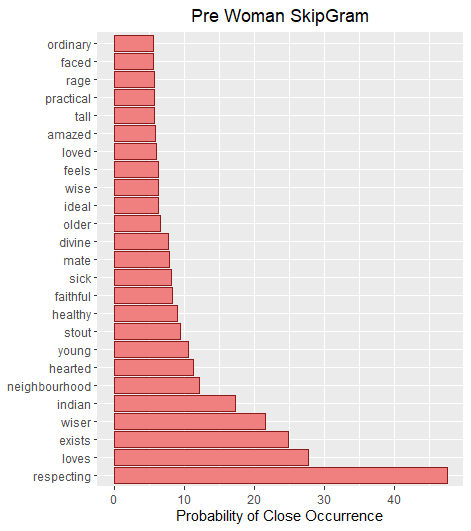 Pre Woman SkipGram
ordinary
faced
rage
practical
tall
amazed
loved
feels
wise
ideal
older
divine
mate
sick
faithful
healthy
stout
young
hearted
neighbourhood
indian
wiser
exists
loves
respecting
0 10 20 30 40
Probability of Close Occurrence